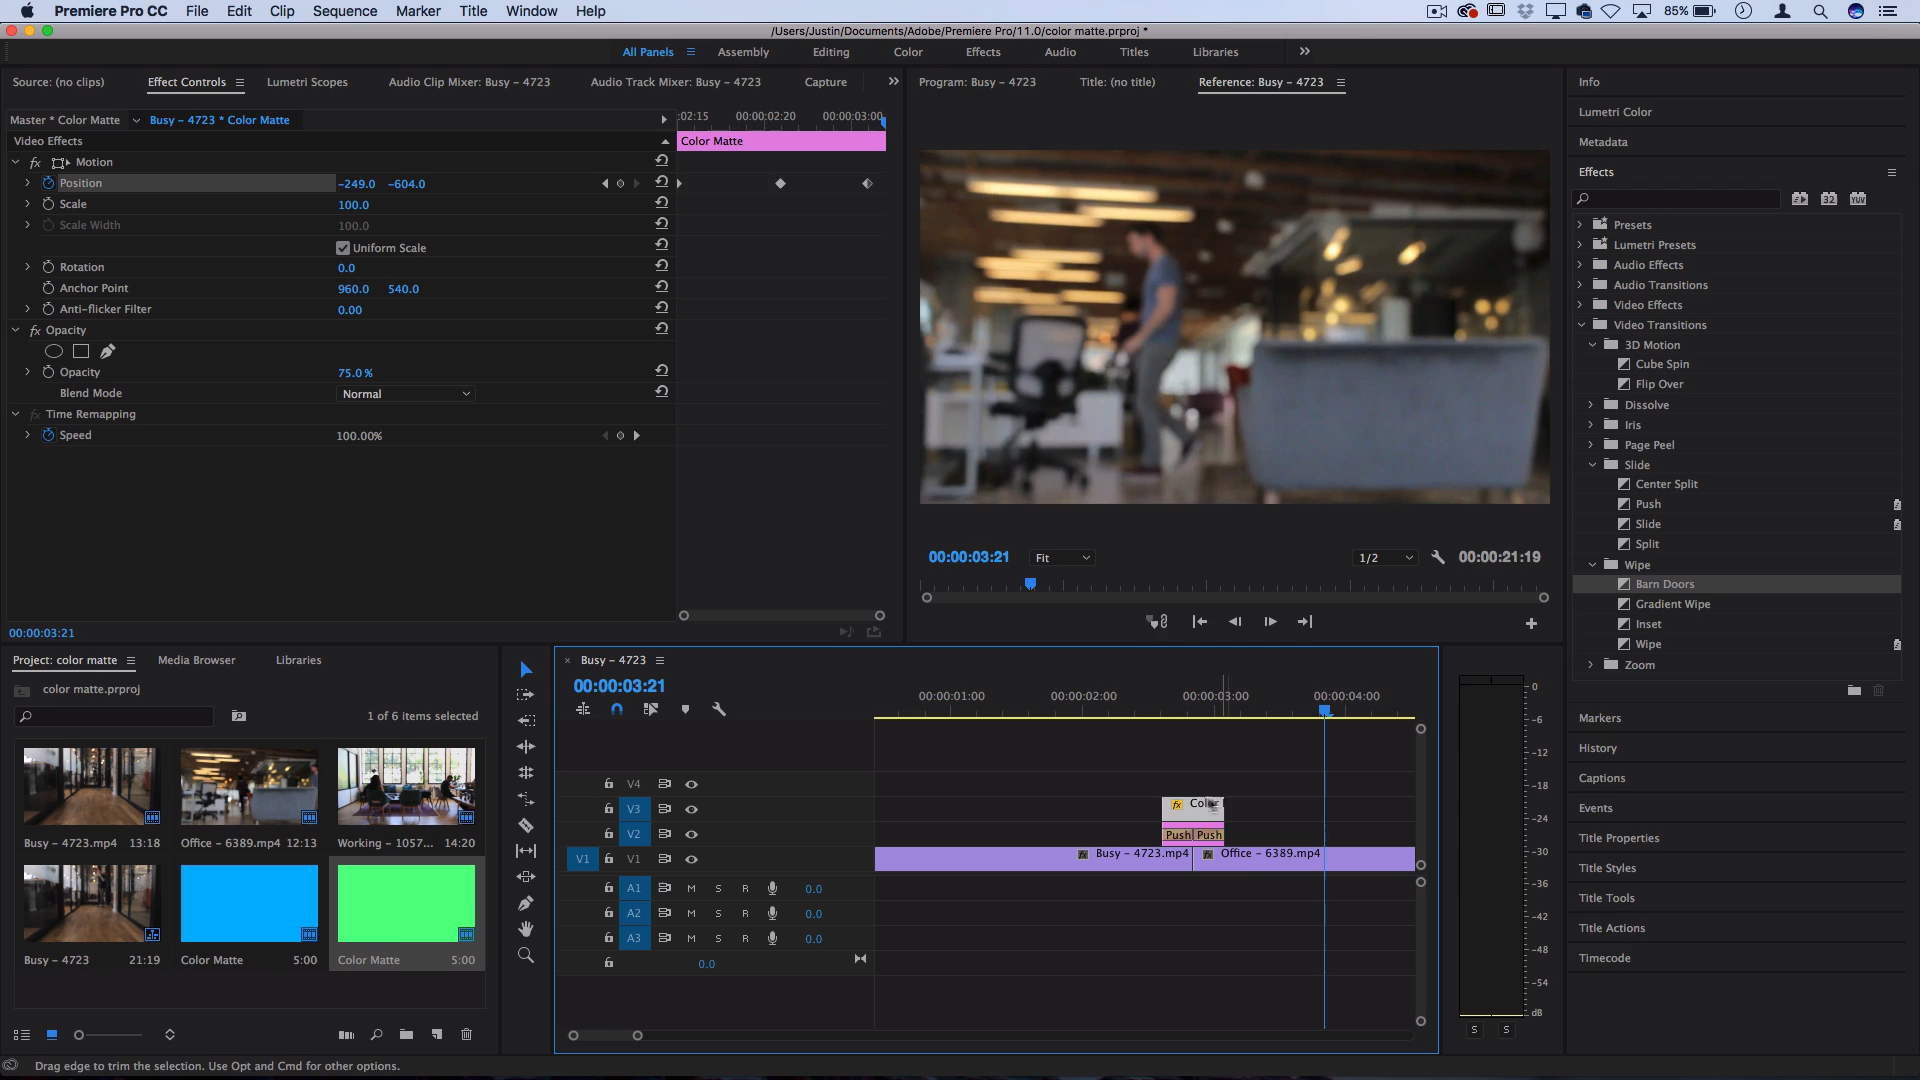 Premiere Pro CC File Edit Clip Sequence Marker Title Window Help 85%
/Users/Justin/Documents/Adobe/Premiere Pro/11.0/color matte.prproj *
All Panels Assembly Editing Color Effects Audio Titles Libraries
Source: (no clips) Effect Controls Lumetri Scopes Audio Clip Mixer: Busy – 4723 Audio Track Mixer: Busy – 4723 Capture
Master * Color Matte Busy – 4723 * Color Matte
:02:15 00:00:02:20 00:00:03:00
Video Effects Color Matte
fx Motion
Position -249.0 -604.0
Scale 100.0
Scale Width 100.0
Uniform Scale
Rotation 0.0
Anchor Point 960.0 540.0
Anti-flicker Filter 0.00
fx Opacity
Opacity 75.0 %
Blend Mode Normal
fx Time Remapping
Speed 100.00%
00:00:03:21
Program: Busy – 4723 Title: (no title) Reference: Busy – 4723
00:00:03:21 Fit 1/2 00:00:21:19
Info
Lumetri Color
Metadata
Effects
32 YUV
Presets
Lumetri Presets
Audio Effects
Audio Transitions
Video Effects
Video Transitions
3D Motion
Cube Spin
Flip Over
Dissolve
Iris
Page Peel
Slide
Center Split
Push
Slide
Split
Wipe
Barn Doors
Gradient Wipe
Inset
Wipe
Zoom
Markers
History
Captions
Events
Title Properties
Title Styles
Title Tools
Title Actions
Timecode
Project: color matte Media Browser Libraries
color matte.prproj
1 of 6 items selected
Busy – 4723.mp4 13:18 Office – 6389.mp4 12:13 Working – 1057... 14:20
Busy – 4723 21:19 Color Matte 5:00 Color Matte 5:00
× Busy – 4723
00:00:03:21
00:00:01:00 00:00:02:00 00:00:03:00 00:00:04:00
V4
V3 fx
V2 Push Push
V1 V1 fx Busy – 4723.mp4 fx Office – 6389.mp4
A1 M S R 0.0
A2 M S R 0.0
A3 M S R 0.0
0.0
0
-6
-12
-18
-24
-30
-36
-42
-48
-54
dB
S S
Drag edge to trim the selection. Use Opt and Cmd for other options.